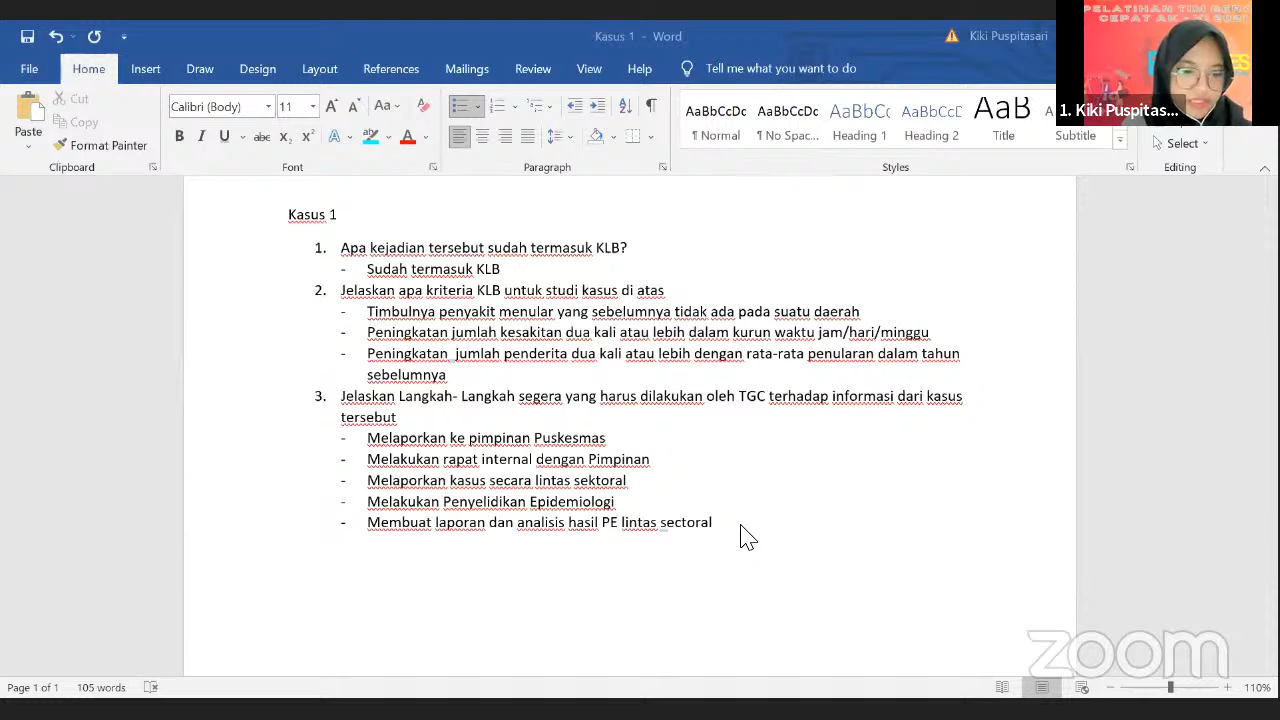 Kasus 1 - Word
Kiki Puspitasari
PELATIHAN TIM GERA
CEPAT AK
1. Kiki Puspitas...
File Home Insert Draw Design Layout References Mailings Review View Help Tell me what you want to do
Cut
Copy
Format Painter
Paste
Calibri (Body) 11
AaBbCcDc AaBbCcDc AaBbCc AaBbCcD AaB
¶ Normal ¶ No Spac... Heading 1 Heading 2 Title Subtitle
Select
Clipboard Font Paragraph Styles Editing
Kasus 1
1. Apa kejadian tersebut sudah termasuk KLB?
- Sudah termasuk KLB
2. Jelaskan apa kriteria KLB untuk studi kasus di atas
- Timbulnya penyakit menular yang sebelumnya tidak ada pada suatu daerah
- Peningkatan jumlah kesakitan dua kali atau lebih dalam kurun waktu jam/hari/minggu
- Peningkatan jumlah penderita dua kali atau lebih dengan rata-rata penularan dalam tahun
sebelumnya
3. Jelaskan Langkah- Langkah segera yang harus dilakukan oleh TGC terhadap informasi dari kasus
tersebut
- Melaporkan ke pimpinan Puskesmas
- Melakukan rapat internal dengan Pimpinan
- Melaporkan kasus secara lintas sektoral
- Melakukan Penyelidikan Epidemiologi
- Membuat laporan dan analisis hasil PE lintas sectoral
zoom
Page 1 of 1 105 words 110%